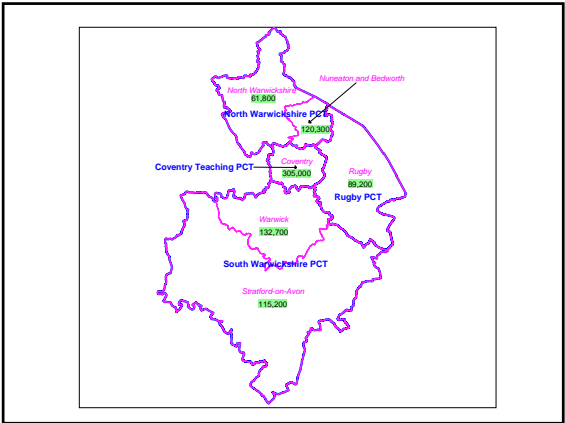 Nuneaton and Bedworth
North Warwickshire
61,800
North Warwickshire PCT
120,300
Coventry
Coventry Teaching PCT
305,000
Rugby
89,200
Rugby PCT
Warwick
132,700
South Warwickshire PCT
Stratford-on-Avon
115,200